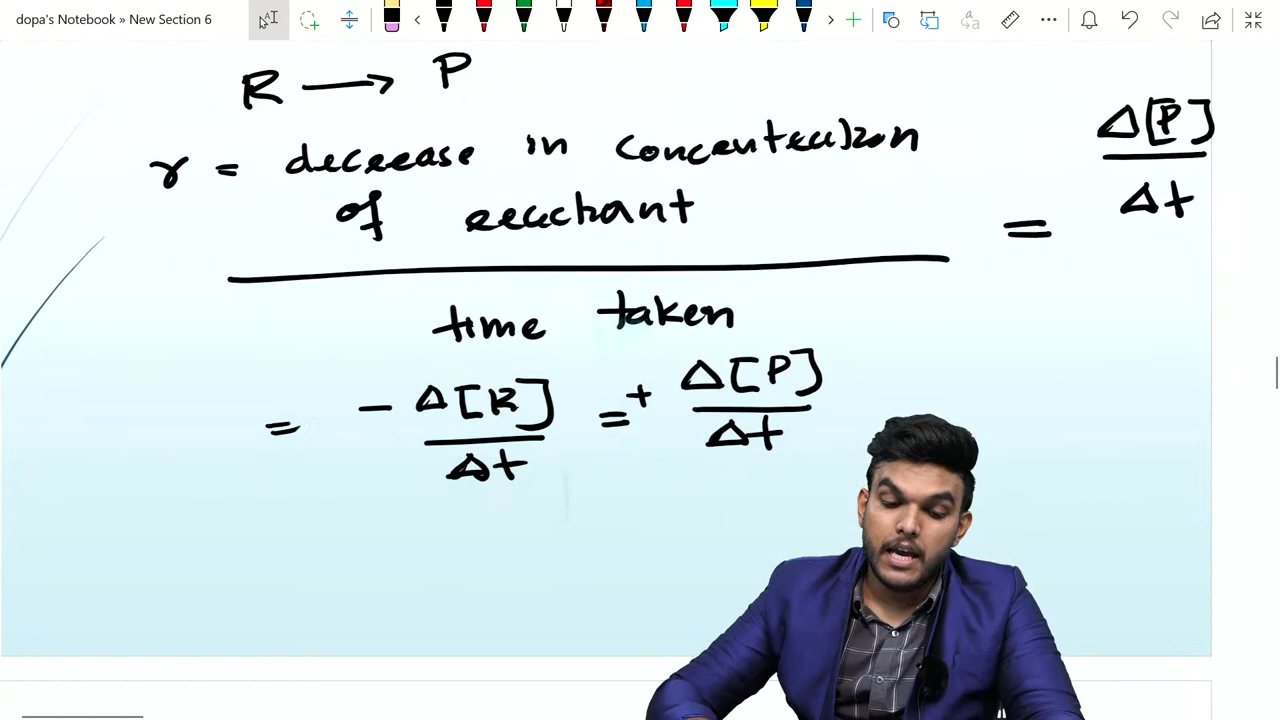 dopa's Notebook » New Section 6
R ⟶ P
r = decrease in concentration
of reactant
time taken
= Δ[P]
Δt
= - Δ[R]
Δt
=+ Δ[P]
Δt